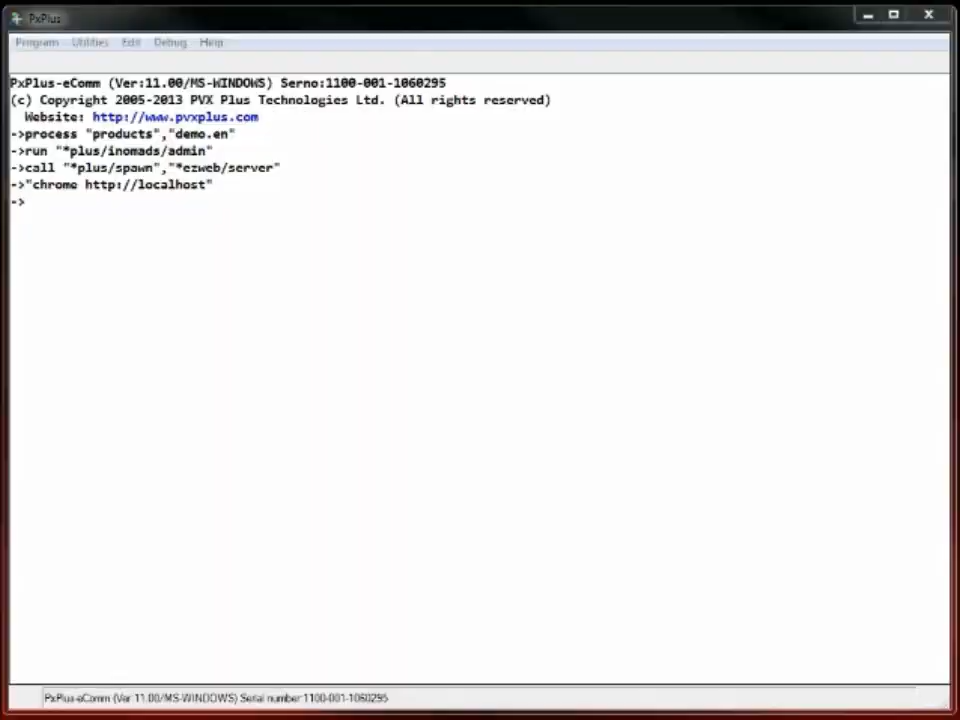 PxPlus
Program Utilities Edit Debug Help
PxPlus-eComm (Ver:11.00/MS-WINDOWS) Serno:1100-001-1060295
(c) Copyright 2005-2013 PVX Plus Technologies Ltd. (All rights reserved)
Website: http://www.pvxplus.com
->process "products","demo.en"
->run "*plus/inomads/admin"
->call "*plus/spawn","*ezweb/server"
->"chrome http://localhost"
->
PxPlus-eComm (Ver:11.00/MS-WINDOWS) Serial number:1100-001-1060295